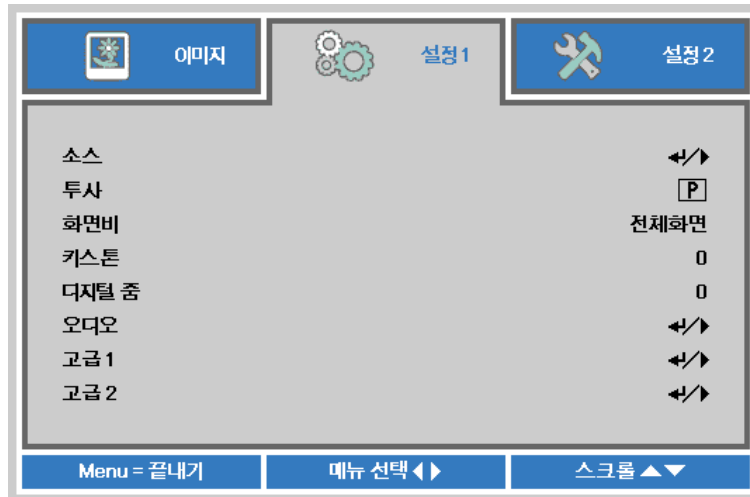 이미지 설정 1 설정 2
소스 ↵/▶
투사 P
화면비 전체화면
키스톤 0
디지털 줌 0
오디오 ↵/▶
고급 1 ↵/▶
고급 2 ↵/▶
Menu = 끝내기 메뉴 선택 ◀ ▶ 스크롤 ▲▼